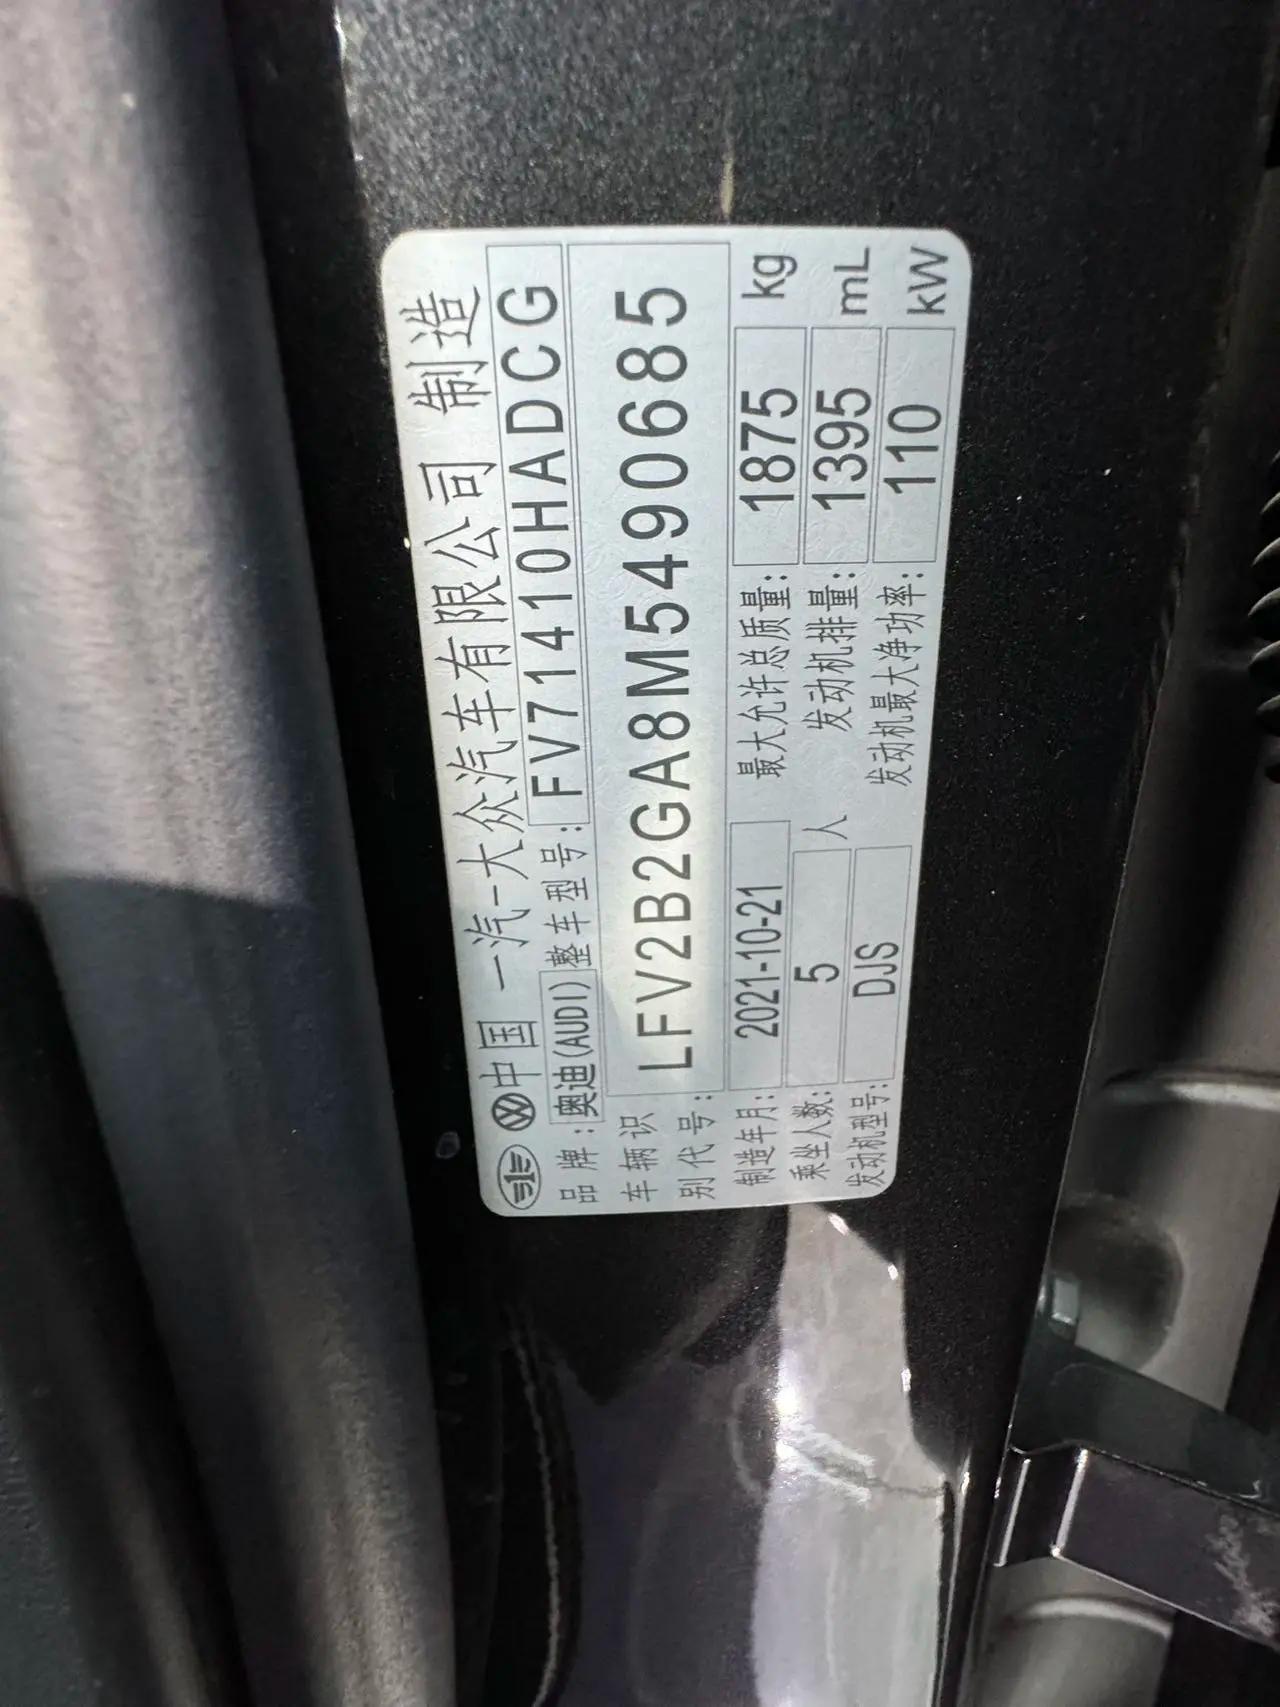 中国 一汽-大众汽车有限公司 制造
品牌:奥迪(AUDI) 整车型号:FV71410HADCG
车辆识别代号: LFV2B2GA8M5490685
制造年月: 2021-10-21 最大允许总质量: 1875 kg
乘坐人数: 5 人 发动机排量: 1395 mL
发动机型号: DJS 发动机最大净功率: 110 kW